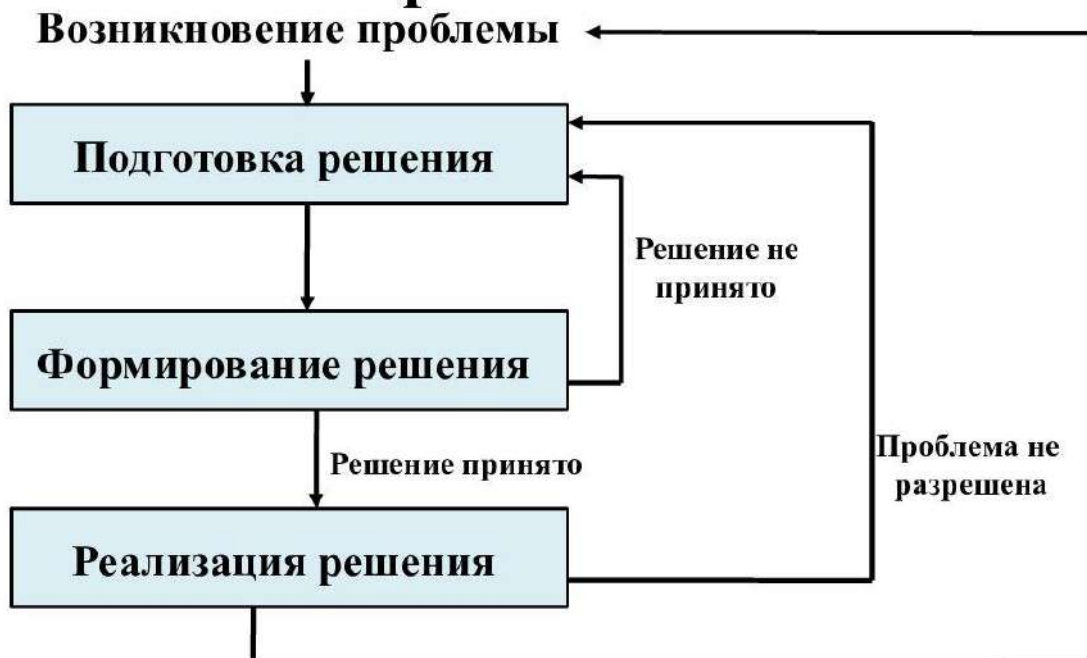 Возникновение проблемы
Подготовка решения
Решение не
принято
Формирование решения
Решение принято
Проблема не
разрешена
Реализация решения